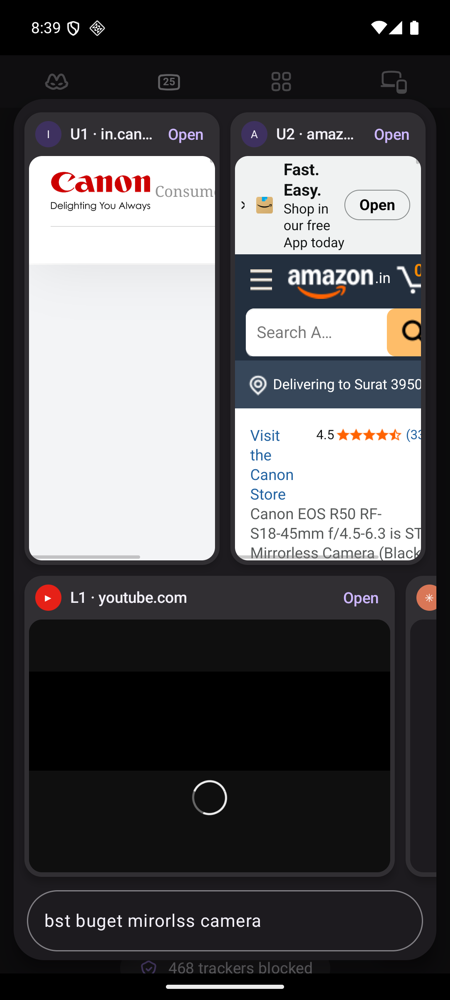 8:39
25
I U1 · in.can... Open
A U2 · amaz... Open
Canon Consum
Delighting You Always
Fast.
Easy.
Shop in
our free
App today
Open
amazon.in
0
Search A...
Delivering to Surat 3950
Visit
the
Canon
Store
4.5 (33
Canon EOS R50 RF-
S18-45mm f/4.5-6.3 is ST
Mirrorless Camera (Black
L1 · youtube.com Open
bst buget mirorlss camera
468 trackers blocked